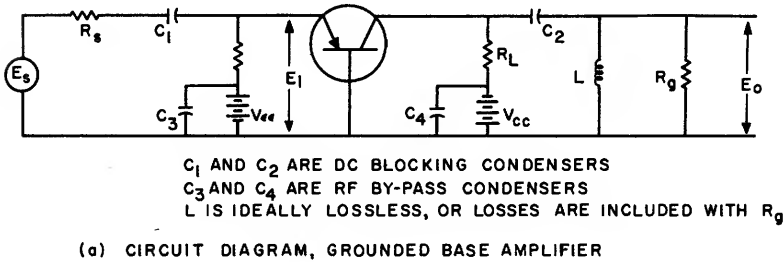 Rs
C1
C2
Es
E1
RL
L
Rg
Eo
C3
Vee
C4
Vcc
C1 AND C2 ARE DC BLOCKING CONDENSERS
C3 AND C4 ARE RF BY-PASS CONDENSERS
L IS IDEALLY LOSSLESS, OR LOSSES ARE INCLUDED WITH Rg
(a) CIRCUIT DIAGRAM, GROUNDED BASE AMPLIFIER